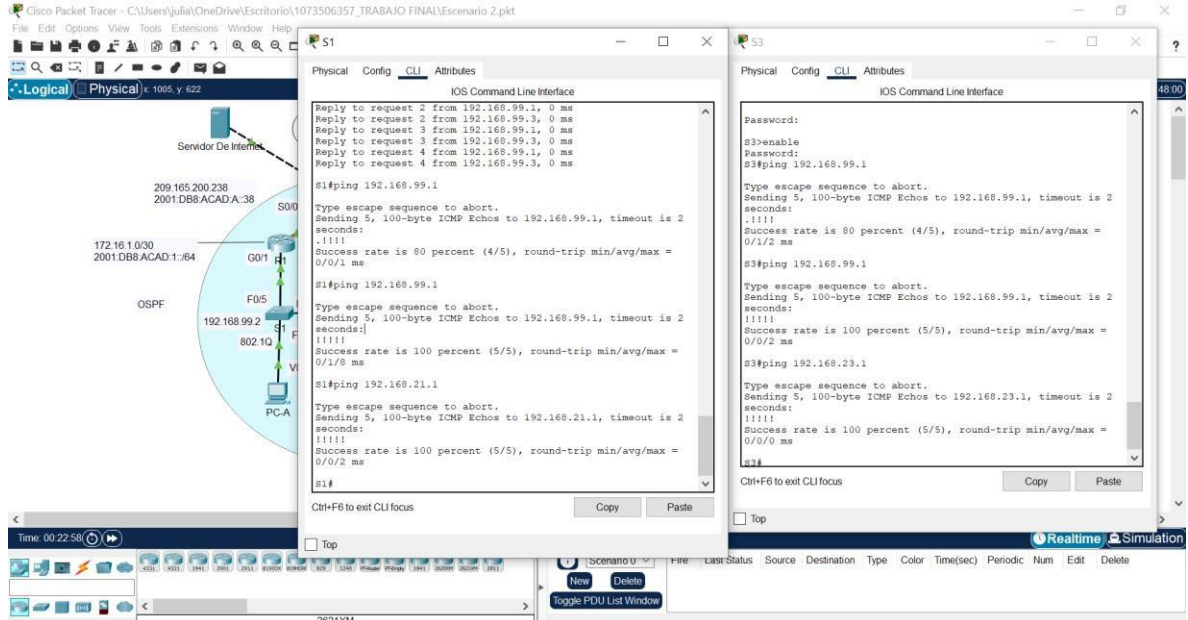 Cisco Packet Tracer - C:\Users\julia\OneDrive\Escritorio\1073506357_TRABAJO FINAL\Escenario 2.pkt
File Edit Options View Tools Extensions Window Help
Logical Physical x: 1005, y: 622
48:00
Servidor De Internet
209.165.200.238
2001:DB8:ACAD:A::38
S0/0
172.16.1.0/30
2001:DB8:ACAD:1::/64
G0/1
R1
OSPF
F0/5
192.168.99.2
S1
802.1Q
PC-A
S1
Physical Config CLI Attributes
IOS Command Line Interface
Reply to request 2 from 192.168.99.1, 0 ms
Reply to request 2 from 192.168.99.3, 0 ms
Reply to request 3 from 192.168.99.1, 0 ms
Reply to request 3 from 192.168.99.3, 0 ms
Reply to request 4 from 192.168.99.1, 0 ms
Reply to request 4 from 192.168.99.3, 0 ms
S1#ping 192.168.99.1
Type escape sequence to abort.
Sending 5, 100-byte ICMP Echos to 192.168.99.1, timeout is 2
seconds:
.!!!!
Success rate is 80 percent (4/5), round-trip min/avg/max =
0/0/1 ms
S1#ping 192.168.99.1
Type escape sequence to abort.
Sending 5, 100-byte ICMP Echos to 192.168.99.1, timeout is 2
seconds:
!!!!!
Success rate is 100 percent (5/5), round-trip min/avg/max =
0/1/8 ms
S1#ping 192.168.21.1
Type escape sequence to abort.
Sending 5, 100-byte ICMP Echos to 192.168.21.1, timeout is 2
seconds:
!!!!!
Success rate is 100 percent (5/5), round-trip min/avg/max =
0/0/2 ms
S1#
Ctrl+F6 to exit CLI focus
Copy Paste
Top
S3
Physical Config CLI Attributes
IOS Command Line Interface
Password:
S3>enable
Password:
S3#ping 192.168.99.1
Type escape sequence to abort.
Sending 5, 100-byte ICMP Echos to 192.168.99.1, timeout is 2
seconds:
.!!!!
Success rate is 80 percent (4/5), round-trip min/avg/max =
0/1/2 ms
S3#ping 192.168.99.1
Type escape sequence to abort.
Sending 5, 100-byte ICMP Echos to 192.168.99.1, timeout is 2
seconds:
!!!!!
Success rate is 100 percent (5/5), round-trip min/avg/max =
0/0/2 ms
S3#ping 192.168.23.1
Type escape sequence to abort.
Sending 5, 100-byte ICMP Echos to 192.168.23.1, timeout is 2
seconds:
!!!!!
Success rate is 100 percent (5/5), round-trip min/avg/max =
0/0/0 ms
S3#
Ctrl+F6 to exit CLI focus
Copy Paste
Top
Time: 00:22:58
Realtime Simulation
4331 4321 1941 2901 2911 819IOX 819HGW 829 1240 1841 2620XM 2621XM 2811
Scenario 0
Fire Last Status Source Destination Type Color Time(sec) Periodic Num Edit Delete
New Delete
Toggle PDU List Window
2621XM